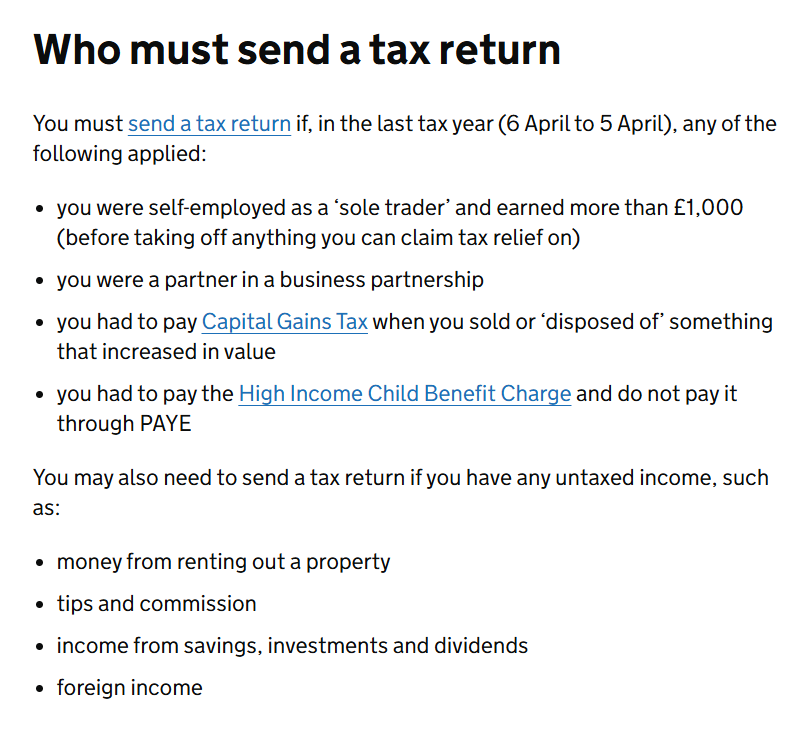 Who must send a tax return
You must send a tax return if, in the last tax year (6 April to 5 April), any of the
following applied:
• you were self-employed as a ‘sole trader’ and earned more than £1,000
(before taking off anything you can claim tax relief on)
• you were a partner in a business partnership
• you had to pay Capital Gains Tax when you sold or ‘disposed of’ something
that increased in value
• you had to pay the High Income Child Benefit Charge and do not pay it
through PAYE
You may also need to send a tax return if you have any untaxed income, such
as:
• money from renting out a property
• tips and commission
• income from savings, investments and dividends
• foreign income